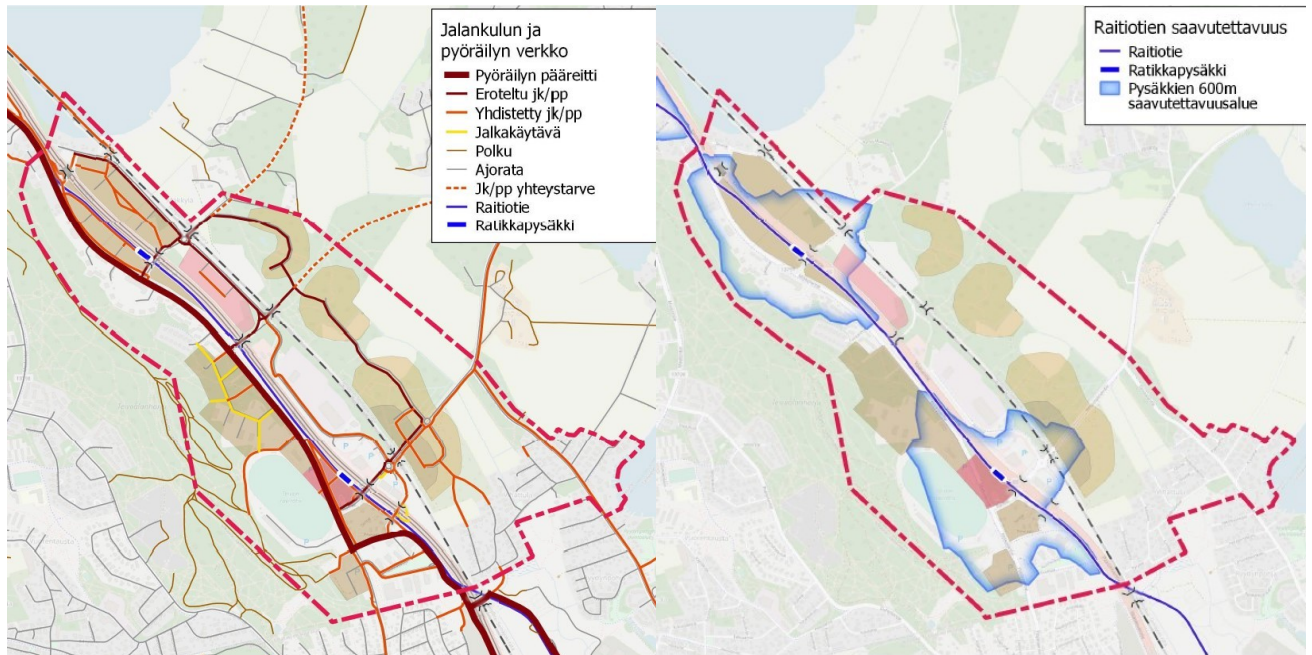 Jalankulun ja
pyöräilyn verkko
Pyöräilyn pääreitti
Eroteltu jk/pp
Yhdistetty jk/pp
Jalkakäytävä
Polku
Ajorata
Jk/pp yhteystarve
Raitiotie
Ratikkapysäkki
Raitiotien saavutettavuus
Raitiotie
Ratikkapysäkki
Pysäkkien 600m
saavutettavuusalue